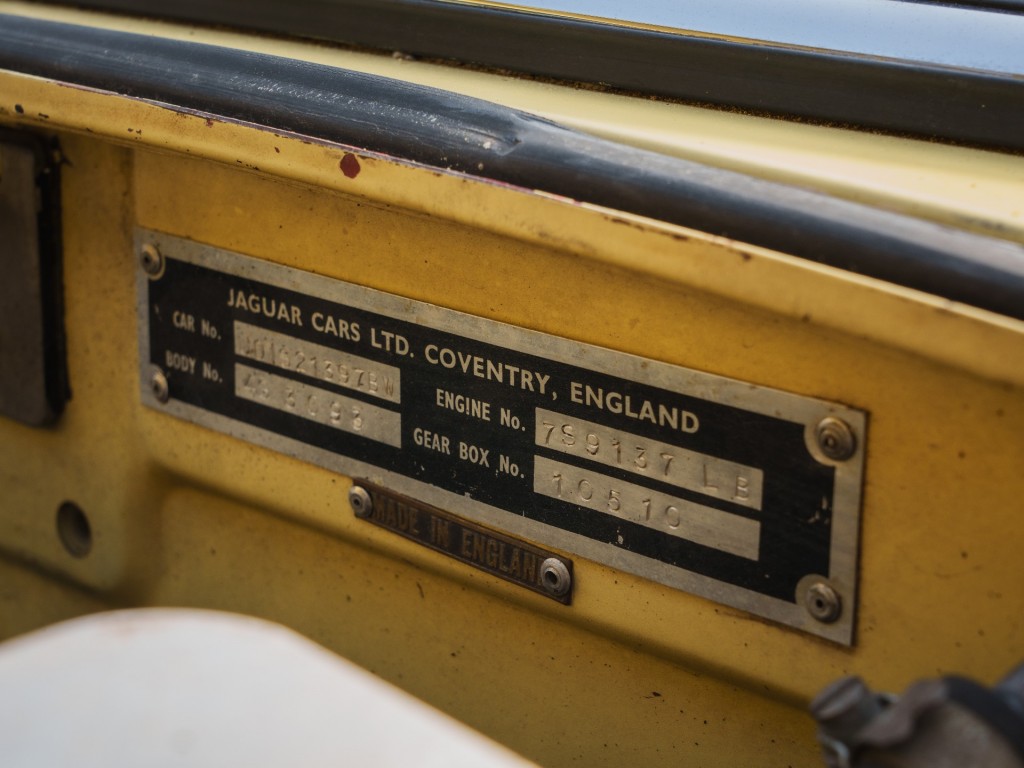 JAGUAR CARS LTD. COVENTRY, ENGLAND
CAR No.
BODY No.
ENGINE No. 7S9137 LB
GEAR BOX No. 10510
MADE IN ENGLAND